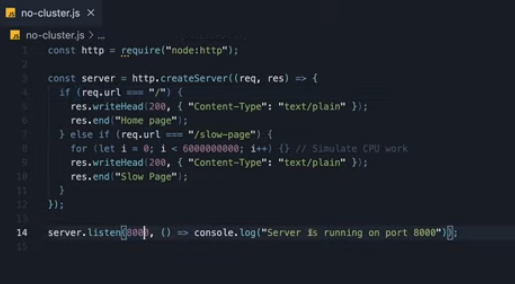 no-cluster.js ×
no-cluster.js > ...
1 const http = require("node:http");
2
3 const server = http.createServer((req, res) => {
4 if (req.url === "/") {
5 res.writeHead(200, { "Content-Type": "text/plain" });
6 res.end("Home page");
7 } else if (req.url === "/slow-page") {
8 for (let i = 0; i < 6000000000; i++) {} // Simulate CPU work
9 res.writeHead(200, { "Content-Type": "text/plain" });
10 res.end("Slow Page");
11 }
12 });
13
14 server.listen(8000, () => console.log("Server is running on port 8000"));
15